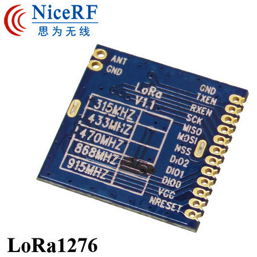 NiceRF
思为无线
ANT
GND
LoRa
V1.1
315MHZ
433MHZ
470MHZ
868MHZ
915MHZ
GND
TXEN
RXEN
SCK
MISO
MOSI
NSS
DIO2
DIO1
DIO0
VCC
NRESET
LoRa1276